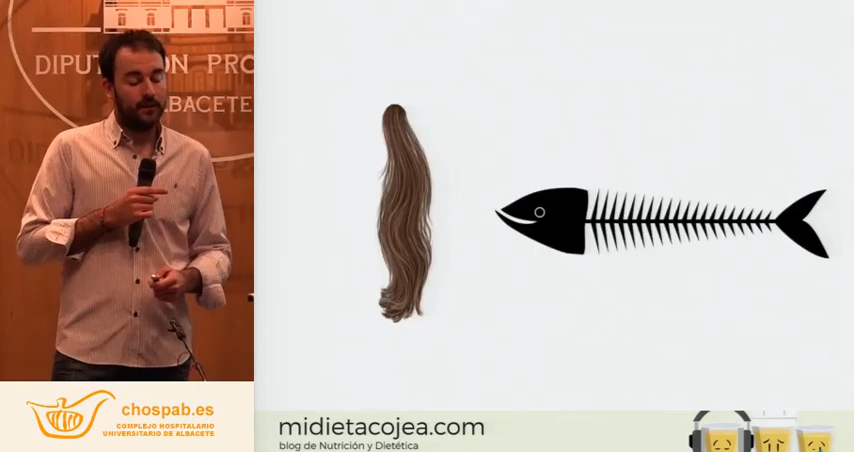 DIPUT ON PRO
ALBACETE
chospab.es
COMPLEJO HOSPITALARIO
UNIVERSITARIO DE ALBACETE
midietacojea.com
blog de Nutrición y Dietética